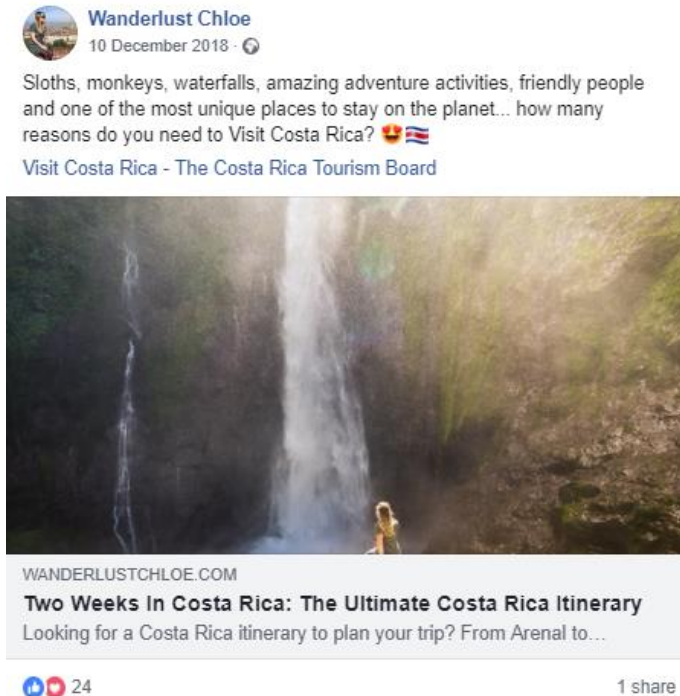 Wanderlust Chloe
10 December 2018 ·
Sloths, monkeys, waterfalls, amazing adventure activities, friendly people
and one of the most unique places to stay on the planet... how many
reasons do you need to Visit Costa Rica? 🤩🇨🇷
Visit Costa Rica - The Costa Rica Tourism Board
WANDERLUSTCHLOE.COM
Two Weeks In Costa Rica: The Ultimate Costa Rica Itinerary
Looking for a Costa Rica itinerary to plan your trip? From Arenal to...
24
1 share